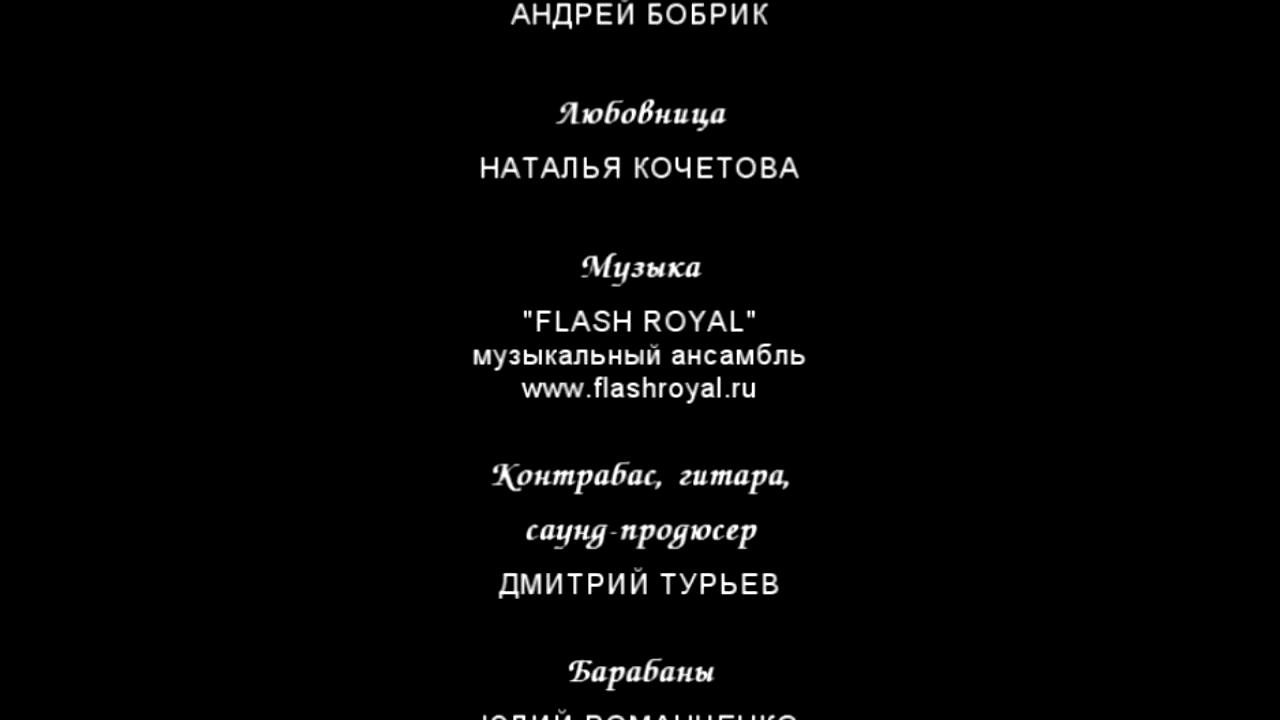 АНДРЕЙ БОБРИК
Любовница
НАТАЛЬЯ КОЧЕТОВА
Музыка
"FLASH ROYAL"
музыкальный ансамбль
www.flashroyal.ru
Контрабас, гитара,
саунд-продюсер
ДМИТРИЙ ТУРЬЕВ
Барабаны